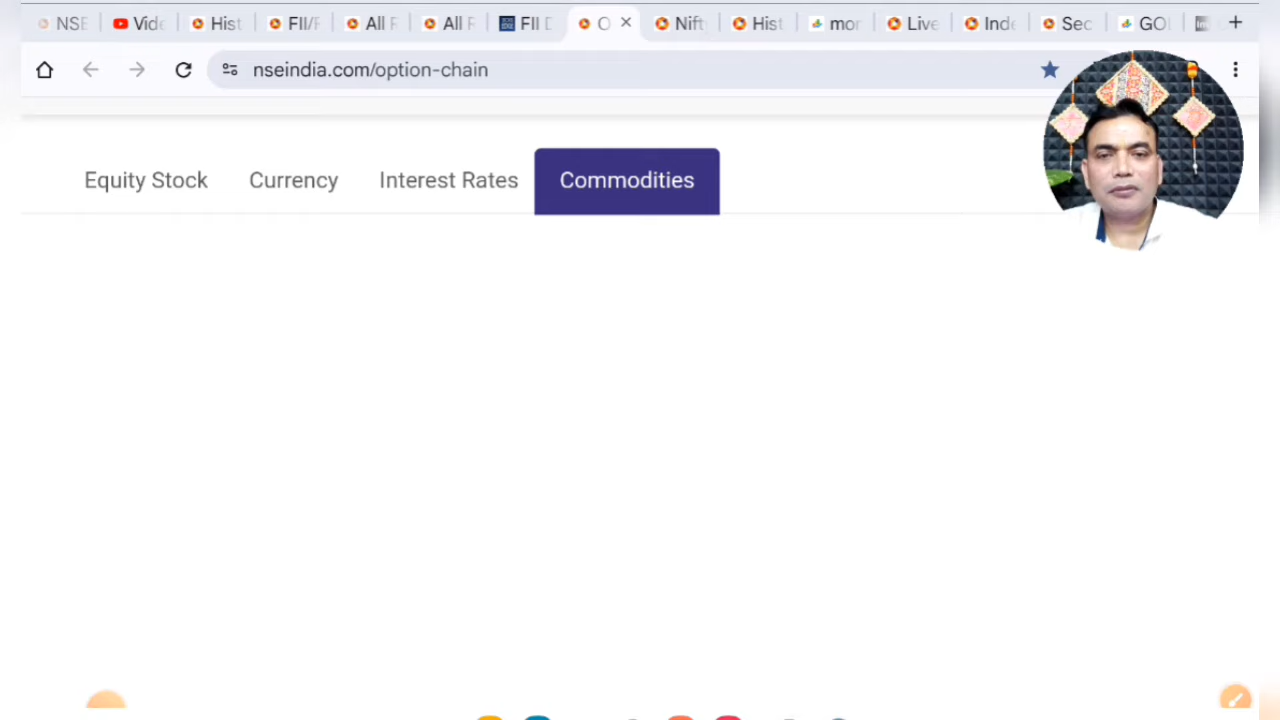 NSE Vide Hist FII/ All All FII D Nift Hist mor Live Inde Sec GO
nseindia.com/option-chain
Equity Stock Currency Interest Rates Commodities